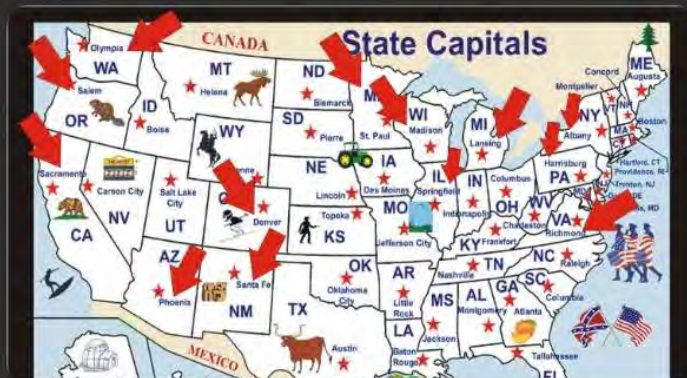 State Capitals
CANADA
Olympia
WA
MT
Helena
ND
Bismarck
ME
Augusta
Concord
Montpelier
VT
NH
Salem
OR
ID
Boise
WY
SD
Pierre
St. Paul
WI
Madison
MI
Lansing
NY
Albany
MA
Boston
CT
Hartford, CT
Providence, RI
Trenton, NJ
NJ
Sacramento
Carson City
NV
CA
Salt Lake
City
UT
Denver
NE
Lincoln
IA
Des Moines
IL
Springfield
IN
Indianapolis
Columbus
OH
Harrisburg
PA
MD
WV
Charleston
VA
Richmond
Topeka
KS
MO
Jefferson City
KY
Frankfort
AZ
Phoenix
Santa Fe
NM
OK
Oklahoma
City
AR
Little
Rock
TN
Nashville
NC
Raleigh
SC
Columbia
TX
Austin
LA
Baton
Rouge
MS
Jackson
AL
Montgomery
GA
Atlanta
Tallahassee
FL
MEXICO